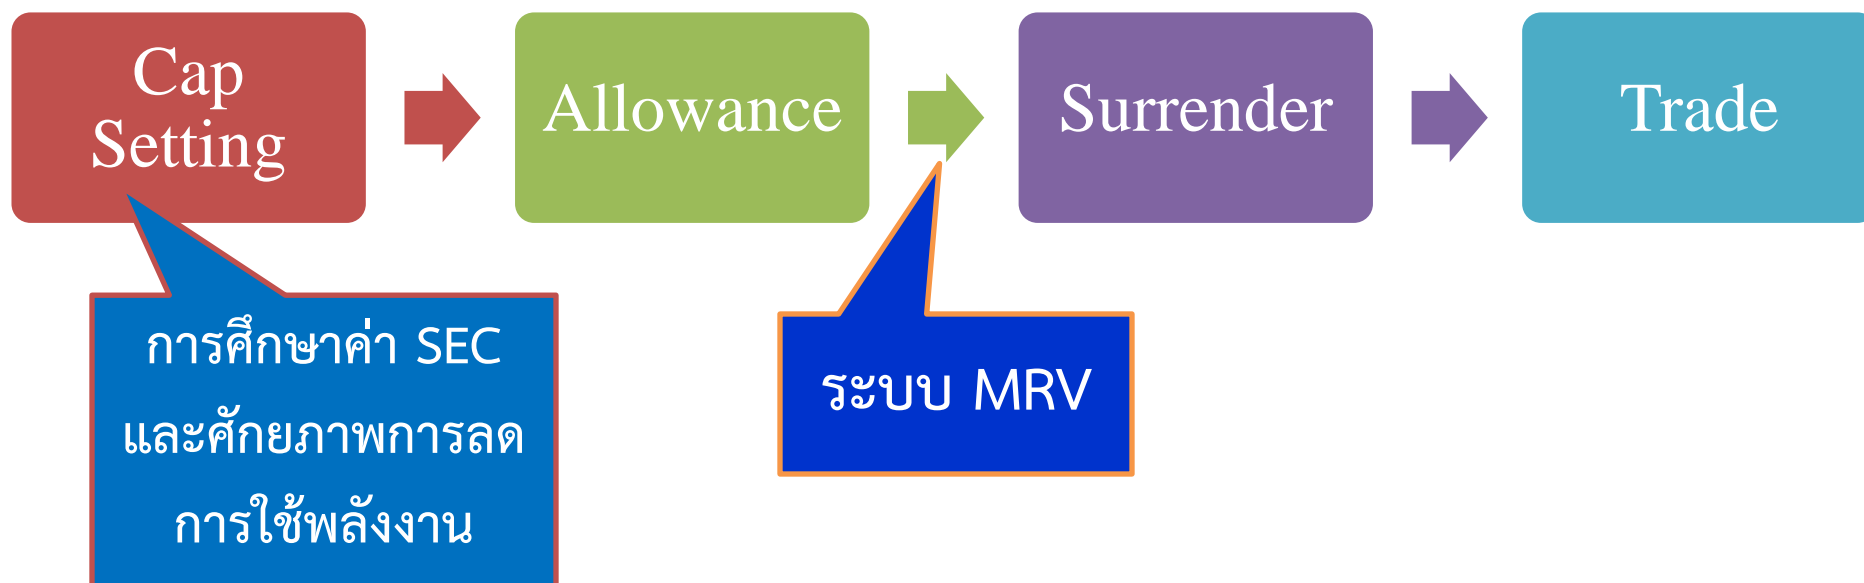 Cap
Setting
Allowance
Surrender
Trade
การศึกษาค่า SEC
และศักยภาพการลด
การใช้พลังงาน
ระบบ MRV